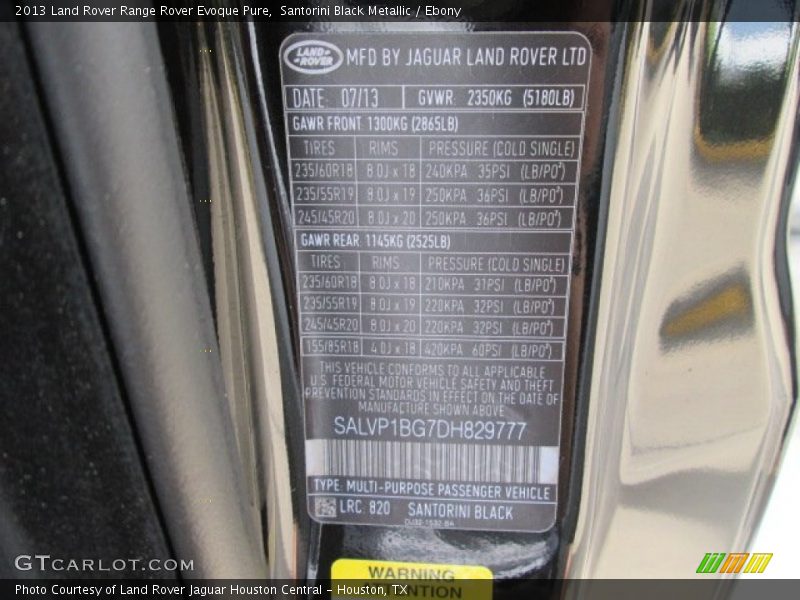 2013 Land Rover Range Rover Evoque Pure, Santorini Black Metallic / Ebony
LAND-ROVER MFD BY JAGUAR LAND ROVER LTD
DATE: 07/13 GVWR: 2350KG (5180LB)
GAWR FRONT: 1300KG (2865LB)
TIRES RIMS PRESSURE (COLD SINGLE)
235/60R18 8.0J x 18 240KPA 35PSI (LB/PO²)
235/55R19 8.0J x 19 250KPA 36PSI (LB/PO²)
245/45R20 8.0J x 20 250KPA 36PSI (LB/PO²)
GAWR REAR: 1145KG (2525LB)
TIRES RIMS PRESSURE (COLD SINGLE)
235/60R18 8.0J x 18 210KPA 31PSI (LB/PO²)
235/55R19 8.0J x 19 220KPA 32PSI (LB/PO²)
245/45R20 8.0J x 20 220KPA 32PSI (LB/PO²)
155/85R18 4.0J x 18 420KPA 60PSI (LB/PO²)
THIS VEHICLE CONFORMS TO ALL APPLICABLE
U.S. FEDERAL MOTOR VEHICLE SAFETY AND THEFT
PREVENTION STANDARDS IN EFFECT ON THE DATE OF
MANUFACTURE SHOWN ABOVE
SALVP1BG7DH829777
TYPE: MULTI-PURPOSE PASSENGER VEHICLE
LRC: 820 SANTORINI BLACK
WARNING
GTCARLOT.COM
Photo Courtesy of Land Rover Jaguar Houston Central - Houston, TX